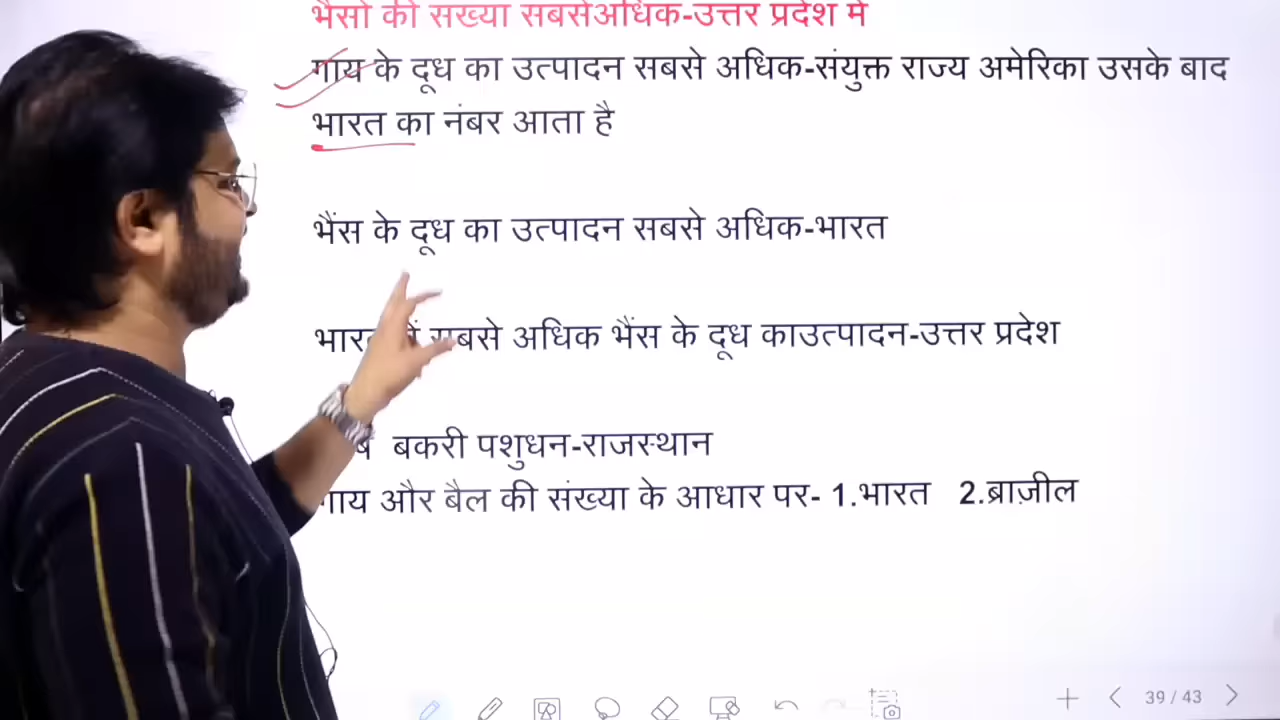 भैंसों की संख्या सबसेअधिक-उत्तर प्रदेश में
गाय के दूध का उत्पादन सबसे अधिक-संयुक्त राज्य अमेरिका उसके बाद
भारत का नंबर आता है
भैंस के दूध का उत्पादन सबसे अधिक-भारत
सबसे अधिक भैंस के दूध काउत्पादन-उत्तर प्रदेश
बकरी पशुधन-राजस्थान
गाय और बैल की संख्या के आधार पर- 1.भारत 2.ब्राज़ील
39 / 43